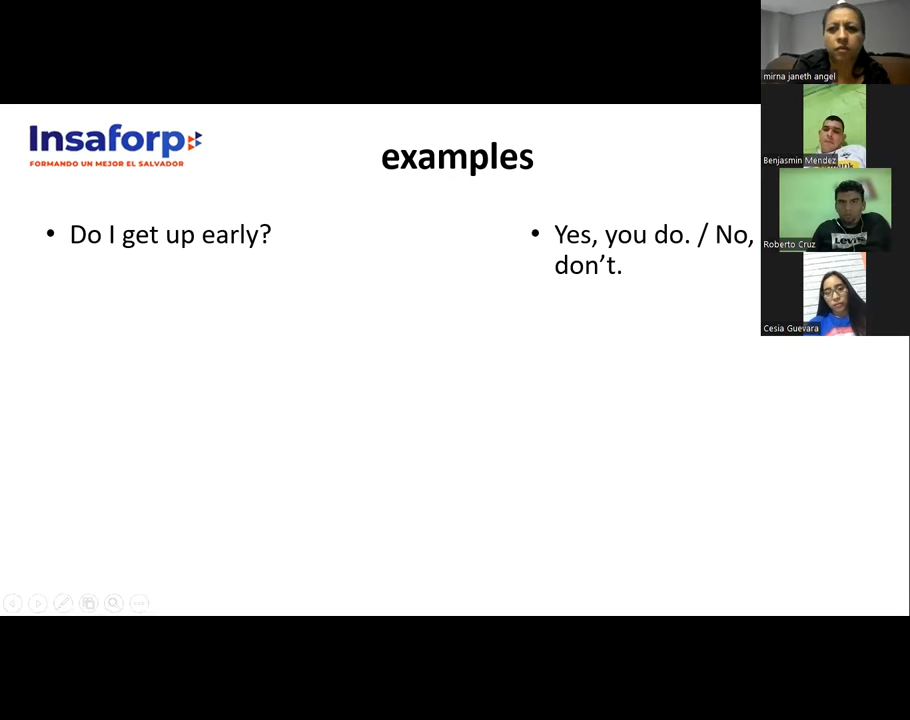 mirna janeth angel
Insaforp
FORMANDO UN MEJOR EL SALVADOR
examples
Benjasmin Mendez
• Do I get up early?
• Yes, you do. / No,
don't.
Roberto Cruz
Levi's
Cesia Guevara